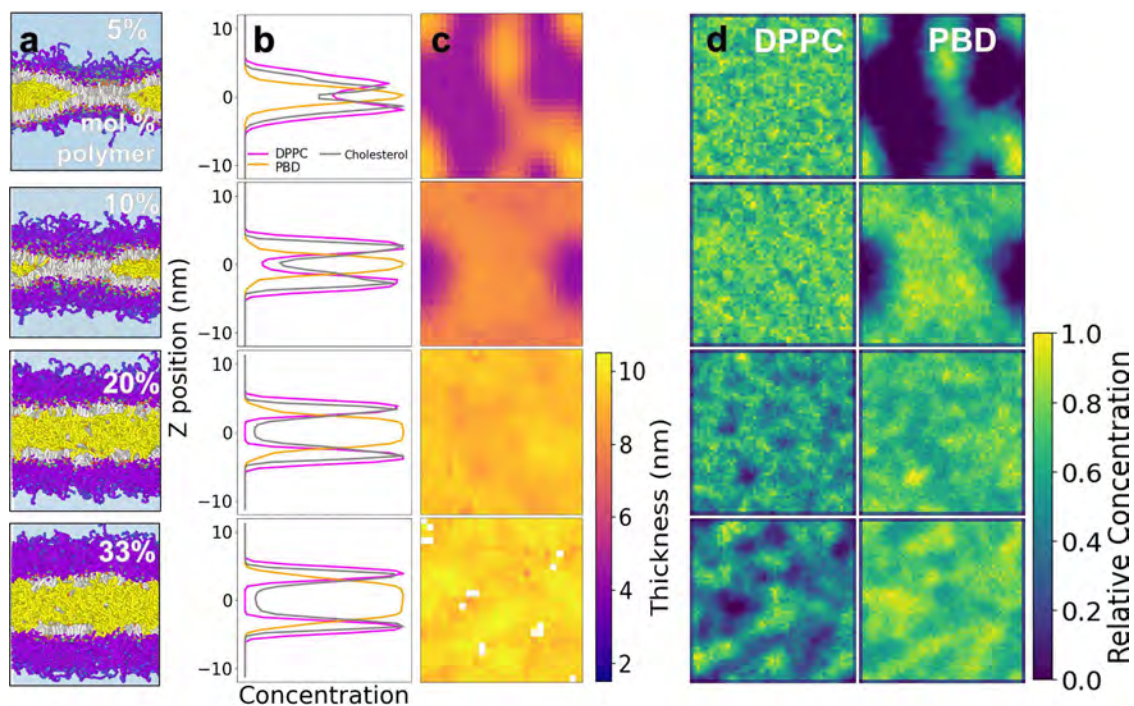 a
5%
mol %
polymer
10%
20%
33%
b
10
0
−10
DPPC
PBD
Cholesterol
10
0
−10
10
0
−10
10
0
−10
Z position (nm)
Concentration
c
10
8
6
4
2
Thickness (nm)
d
DPPC
PBD
1.0
0.8
0.6
0.4
0.2
0.0
Relative Concentration